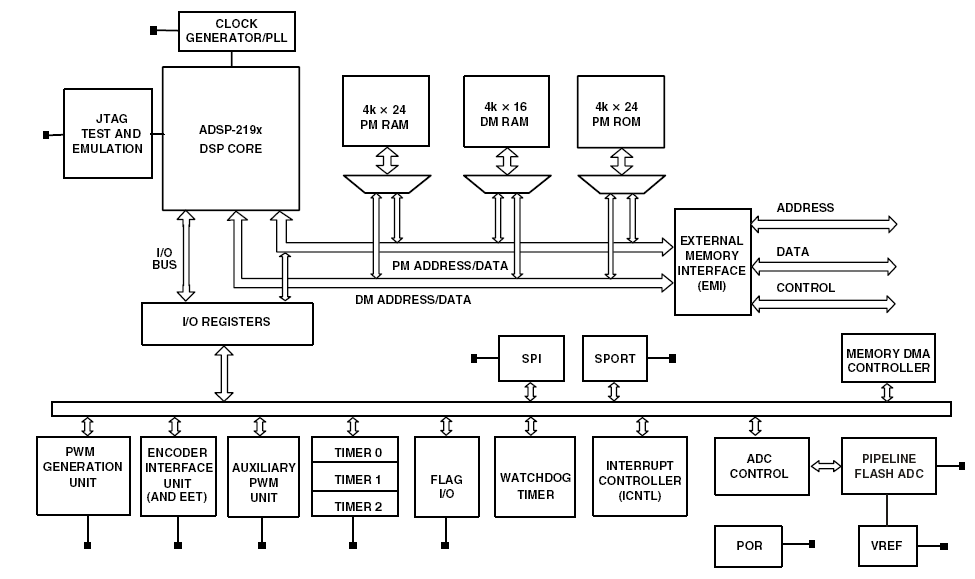 CLOCK
GENERATOR/PLL
JTAG
TEST AND
EMULATION
ADSP-219x
DSP CORE
4k × 24
PM RAM
4k × 16
DM RAM
4k × 24
PM ROM
I/O
BUS
PM ADDRESS/DATA
DM ADDRESS/DATA
EXTERNAL
MEMORY
INTERFACE
(EMI)
ADDRESS
DATA
CONTROL
I/O REGISTERS
SPI
SPORT
MEMORY DMA
CONTROLLER
PWM
GENERATION
UNIT
ENCODER
INTERFACE
UNIT
(AND EET)
AUXILIARY
PWM
UNIT
TIMER 0
TIMER 1
TIMER 2
FLAG
I/O
WATCHDOG
TIMER
INTERRUPT
CONTROLLER
(ICNTL)
ADC
CONTROL
PIPELINE
FLASH ADC
POR
VREF